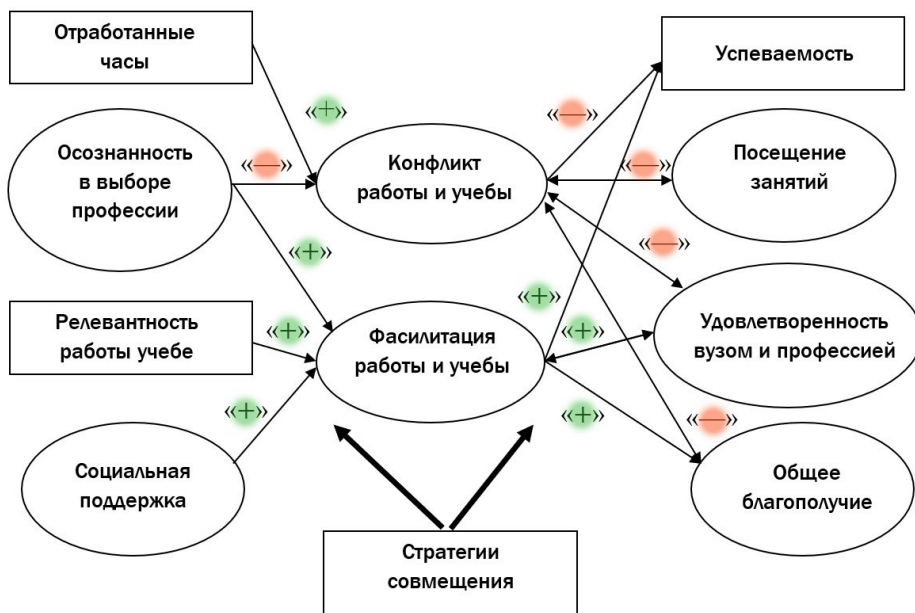 Отработанные
часы
Успеваемость
«+»
«—»
Осознанность
в выборе
профессии
«—»
Конфликт
работы и учебы
«—»
Посещение
занятий
«+»
«—»
Релевантность
работы учебе
«+»
Фасилитация
работы и учебы
«+»
«+»
Удовлетворенность
вузом и профессией
«+»
«+»
«—»
Социальная
поддержка
Общее
благополучие
Стратегии
совмещения